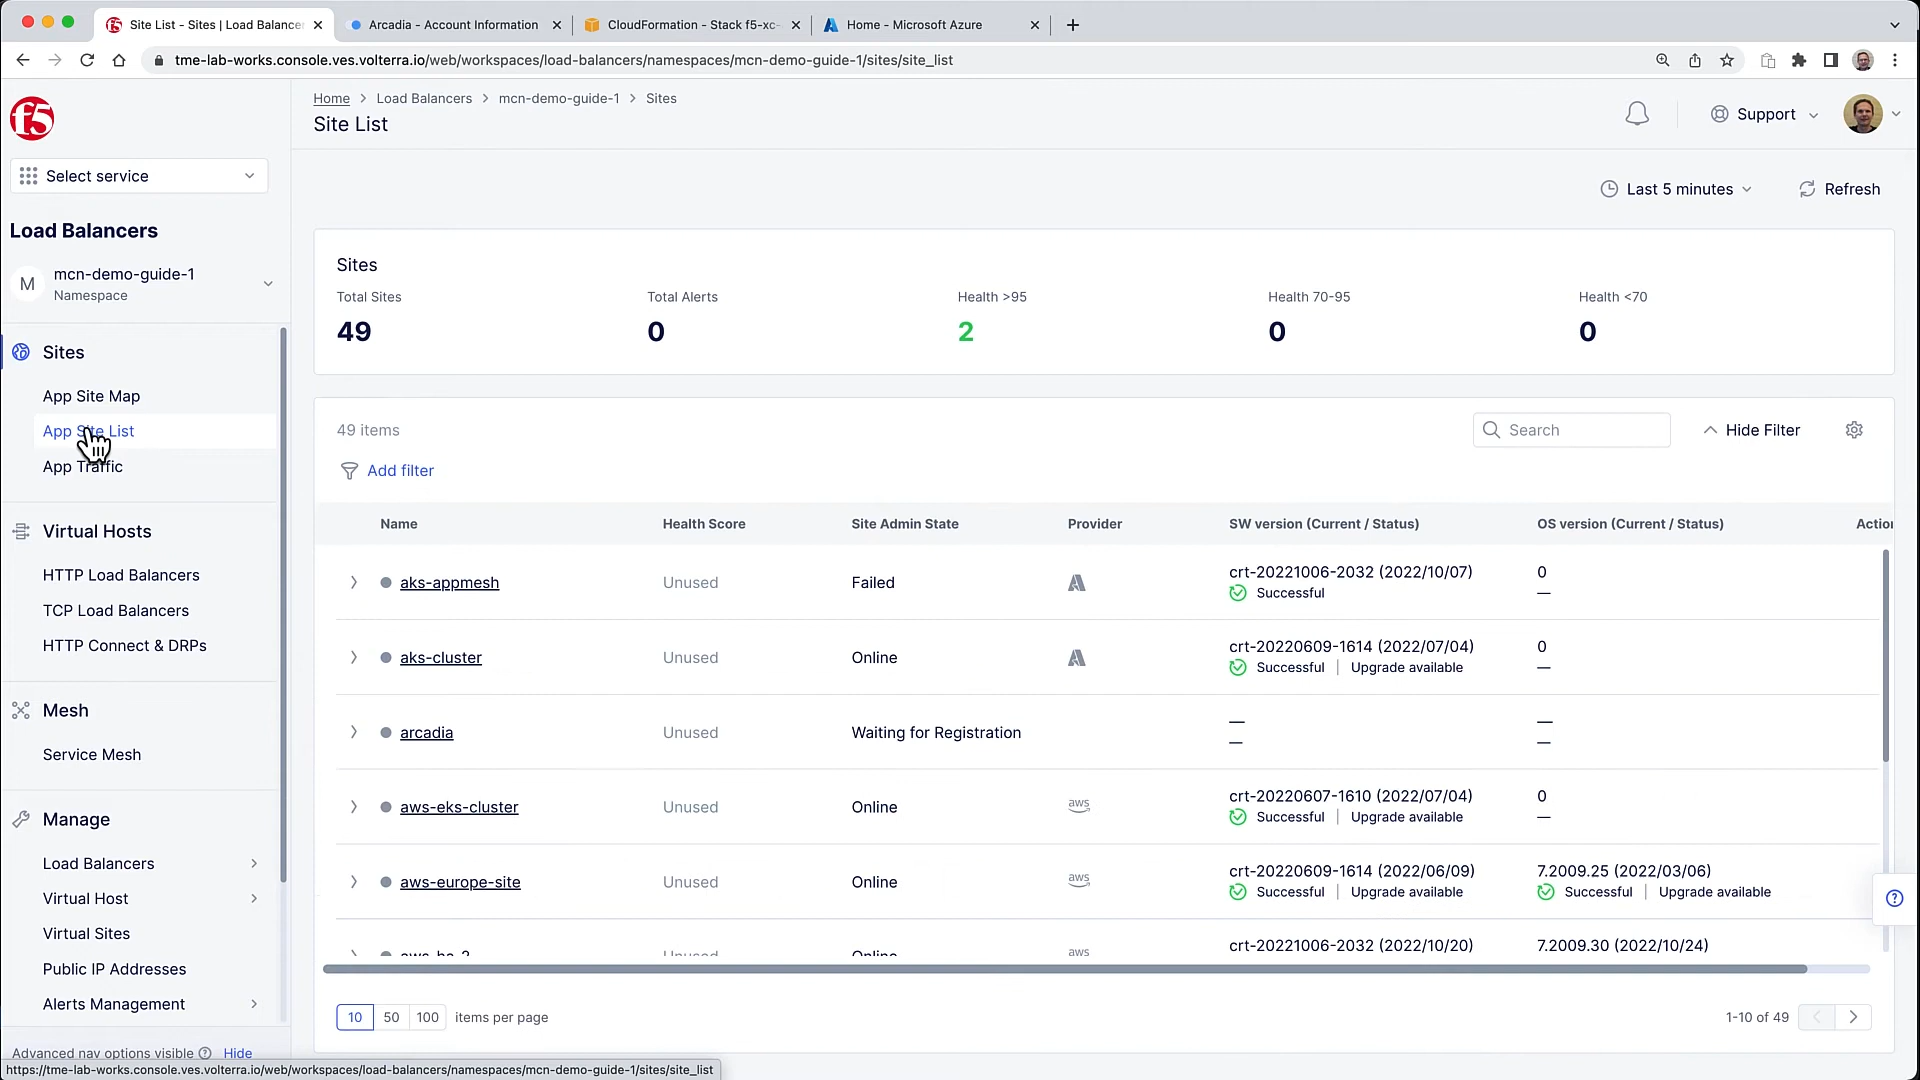 Site List - Sites | Load Balancer
Arcadia - Account Information
CloudFormation - Stack f5-xc-
Home - Microsoft Azure
tme-lab-works.console.ves.volterra.io/web/workspaces/load-balancers/namespaces/mcn-demo-guide-1/sites/site_list
f5
Home > Load Balancers > mcn-demo-guide-1 > Sites
Site List
Support
Select service
Last 5 minutes
Refresh
Load Balancers
M
mcn-demo-guide-1
Namespace
Sites
App Site Map
App Site List
App Traffic
Virtual Hosts
HTTP Load Balancers
TCP Load Balancers
HTTP Connect & DRPs
Mesh
Service Mesh
Manage
Load Balancers
Virtual Host
Virtual Sites
Public IP Addresses
Alerts Management
Advanced nav options visible ? Hide
Sites
Total Sites Total Alerts Health >95 Health 70-95 Health <70
49 0 2 0 0
49 items
Search
Hide Filter
Add filter
Name Health Score Site Admin State Provider SW version (Current / Status) OS version (Current / Status) Action
aks-appmesh Unused Failed crt-20221006-2032 (2022/10/07) 0
Successful —
aks-cluster Unused Online crt-20220609-1614 (2022/07/04) 0
Successful | Upgrade available —
arcadia Unused Waiting for Registration — —
— —
aws-eks-cluster Unused Online aws crt-20220607-1610 (2022/07/04) 0
Successful | Upgrade available —
aws-europe-site Unused Online aws crt-20220609-1614 (2022/06/09) 7.2009.25 (2022/03/06)
Successful | Upgrade available Successful | Upgrade available
aws-ha-2 Unused Online aws crt-20221006-2032 (2022/10/20) 7.2009.30 (2022/10/24)
10 50 100 items per page
1-10 of 49
https://tme-lab-works.console.ves.volterra.io/web/workspaces/load-balancers/namespaces/mcn-demo-guide-1/sites/site_list